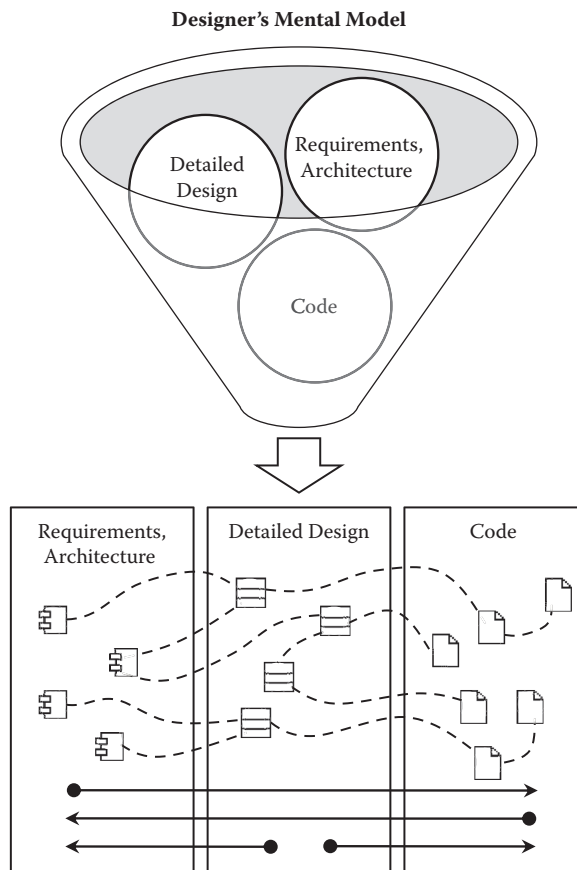 Designer’s Mental Model
Requirements,
Architecture
Detailed
Design
Code
Requirements,
Architecture
Detailed Design
Code